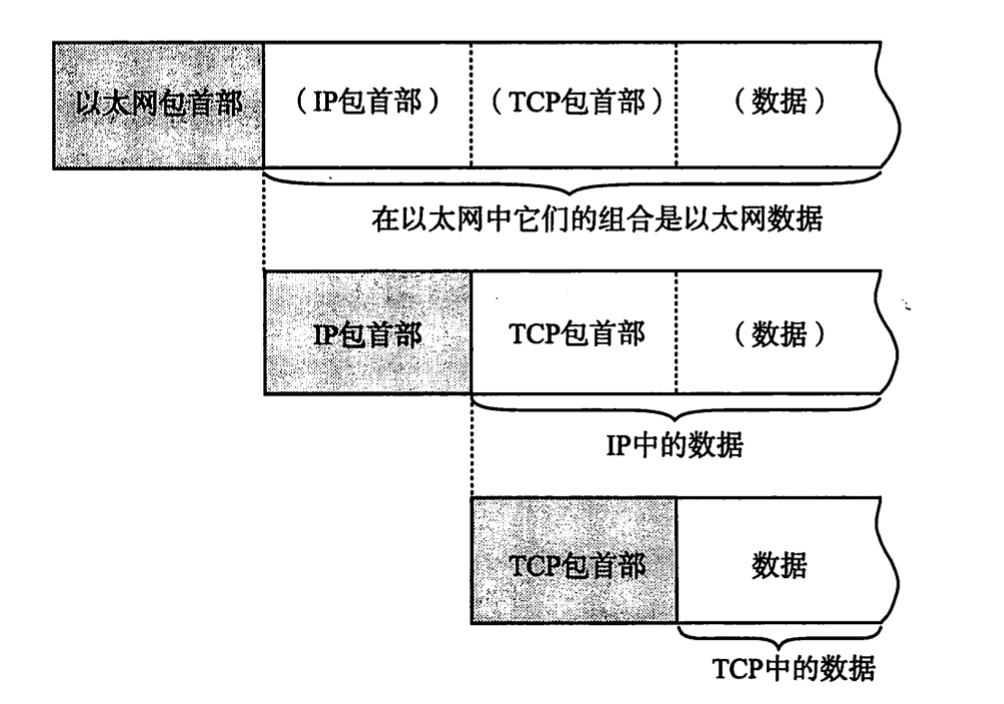 以太网包首部 （IP包首部） （TCP包首部） （数据）
在以太网中它们的组合是以太网数据
IP包首部 TCP包首部 （数据）
IP中的数据
TCP包首部 数据
TCP中的数据